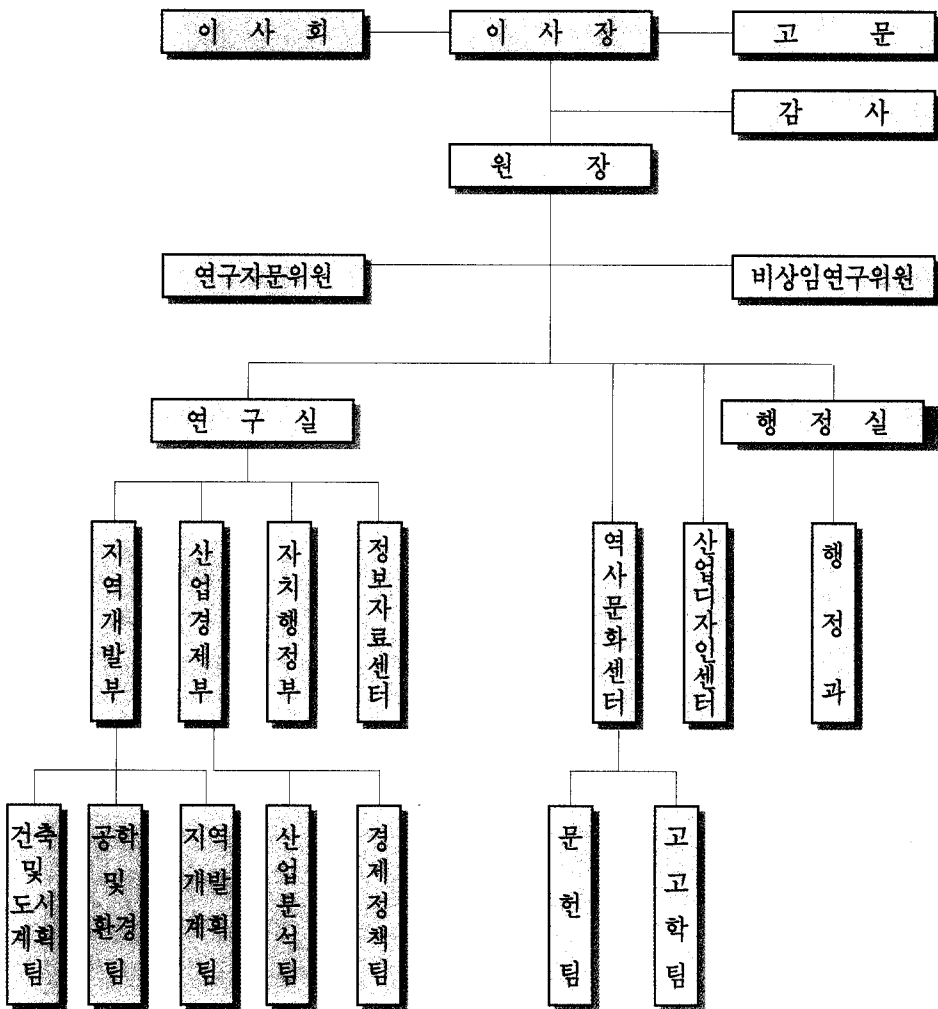 이 사 회
이 사 장
고 문
감 사
원 장
연구자문위원
비상임연구위원
연 구 실
행 정 실
지역개발부
산업경제부
자치행정부
정보자료센터
역사문화센터
산업디자인센터
행정과
건축
및
도시
계획
팀
공학
및
환경
팀
지역
개발
계획
팀
산업분석팀
경제정책팀
문헌팀
고고학팀